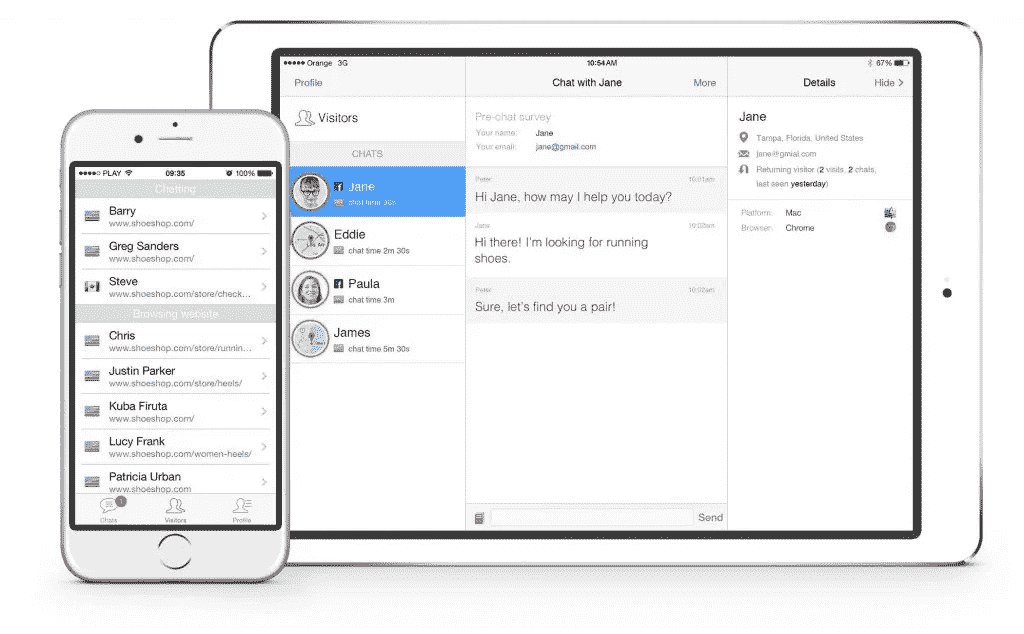 PLAY 09:35 100%
Chatting
Barry
www.shoeshop.com/
Greg Sanders
www.shoeshop.com/
Steve
www.shoeshop.com/store/check...
Browsing website
Chris
www.shoeshop.com/store/runnin...
Justin Parker
www.shoeshop.com/store/heels/
Kuba Firuta
www.shoeshop.com/
Lucy Frank
www.shoeshop.com/women-heels/
Patricia Urban
www.shoeshop.com
1
Chats Visitors Profile
Orange 3G 10:54AM 67%
Profile
Visitors
CHATS
Jane
chat time 30s
Eddie
chat time 2m 30s
Paula
chat time 3m
James
chat time 5m 30s
Chat with Jane More
Pre-chat survey
Your name: Jane
Your email: jane@gmail.com
Peter 10:01am
Hi Jane, how may I help you today?
Jane 10:02am
Hi there! I'm looking for running
shoes.
Peter 10:02am
Sure, let's find you a pair!
Send
Details Hide
Jane
Tampa, Florida, United States
jane@gmial.com
Returning visitor (2 visits, 2 chats,
last seen yesterday)
Platform: Mac
Browser: Chrome